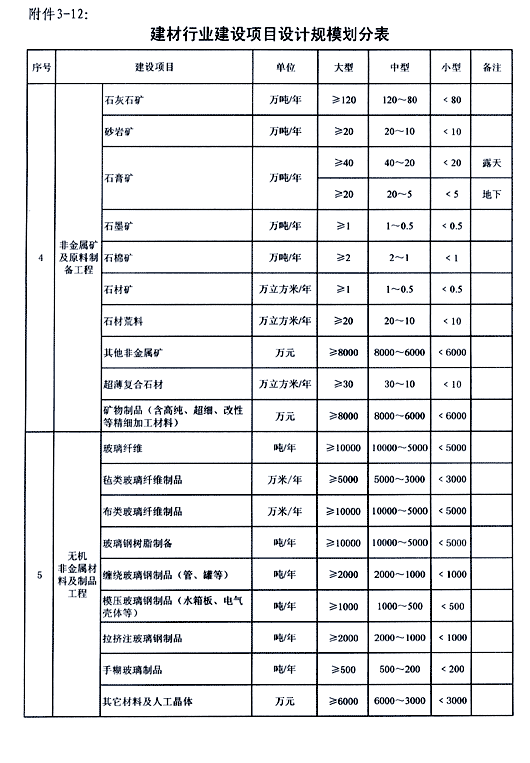 附件3-12：
建材行业建设项目设计规模划分表
序号 建设项目 单位 大型 中型 小型 备注
4 非金属矿及原料制备工程
石灰石矿 万吨/年 ≥120 120～80 ＜80
砂岩矿 万吨/年 ≥20 20～10 ＜10
石膏矿 万吨/年 ≥40 40～20 ＜20 露天
≥20 20～5 ＜5 地下
石墨矿 万吨/年 ≥1 1～0.5 ＜0.5
石棉矿 万吨/年 ≥2 2～1 ＜1
石材矿 万立方米/年 ≥1 1～0.5 ＜0.5
石材荒料 万立方米/年 ≥20 20～10 ＜10
其他非金属矿 万元 ≥8000 8000～6000 ＜6000
超薄复合石材 万立方米/年 ≥30 30～10 ＜10
矿物制品（含高纯、超细、改性
等精细加工材料） 万元 ≥8000 8000～6000 ＜6000
5 无机非金属材料及制品工程
玻璃纤维 吨/年 ≥10000 10000～5000 ＜5000
毡类玻璃纤维制品 万米/年 ≥5000 5000～3000 ＜3000
布类玻璃纤维制品 万米/年 ≥10000 10000～5000 ＜5000
玻璃钢树脂制备 吨/年 ≥10000 10000～5000 ＜5000
缠绕玻璃钢制品（管、罐等） 吨/年 ≥2000 2000～1000 ＜1000
模压玻璃钢制品（水箱板、电气
壳体等） 吨/年 ≥1000 1000～500 ＜500
拉挤注玻璃钢制品 吨/年 ≥2000 2000～1000 ＜1000
手糊玻璃制品 吨/年 ≥500 500～200 ＜200
其它材料及人工晶体 万元 ≥6000 6000～3000 ＜3000